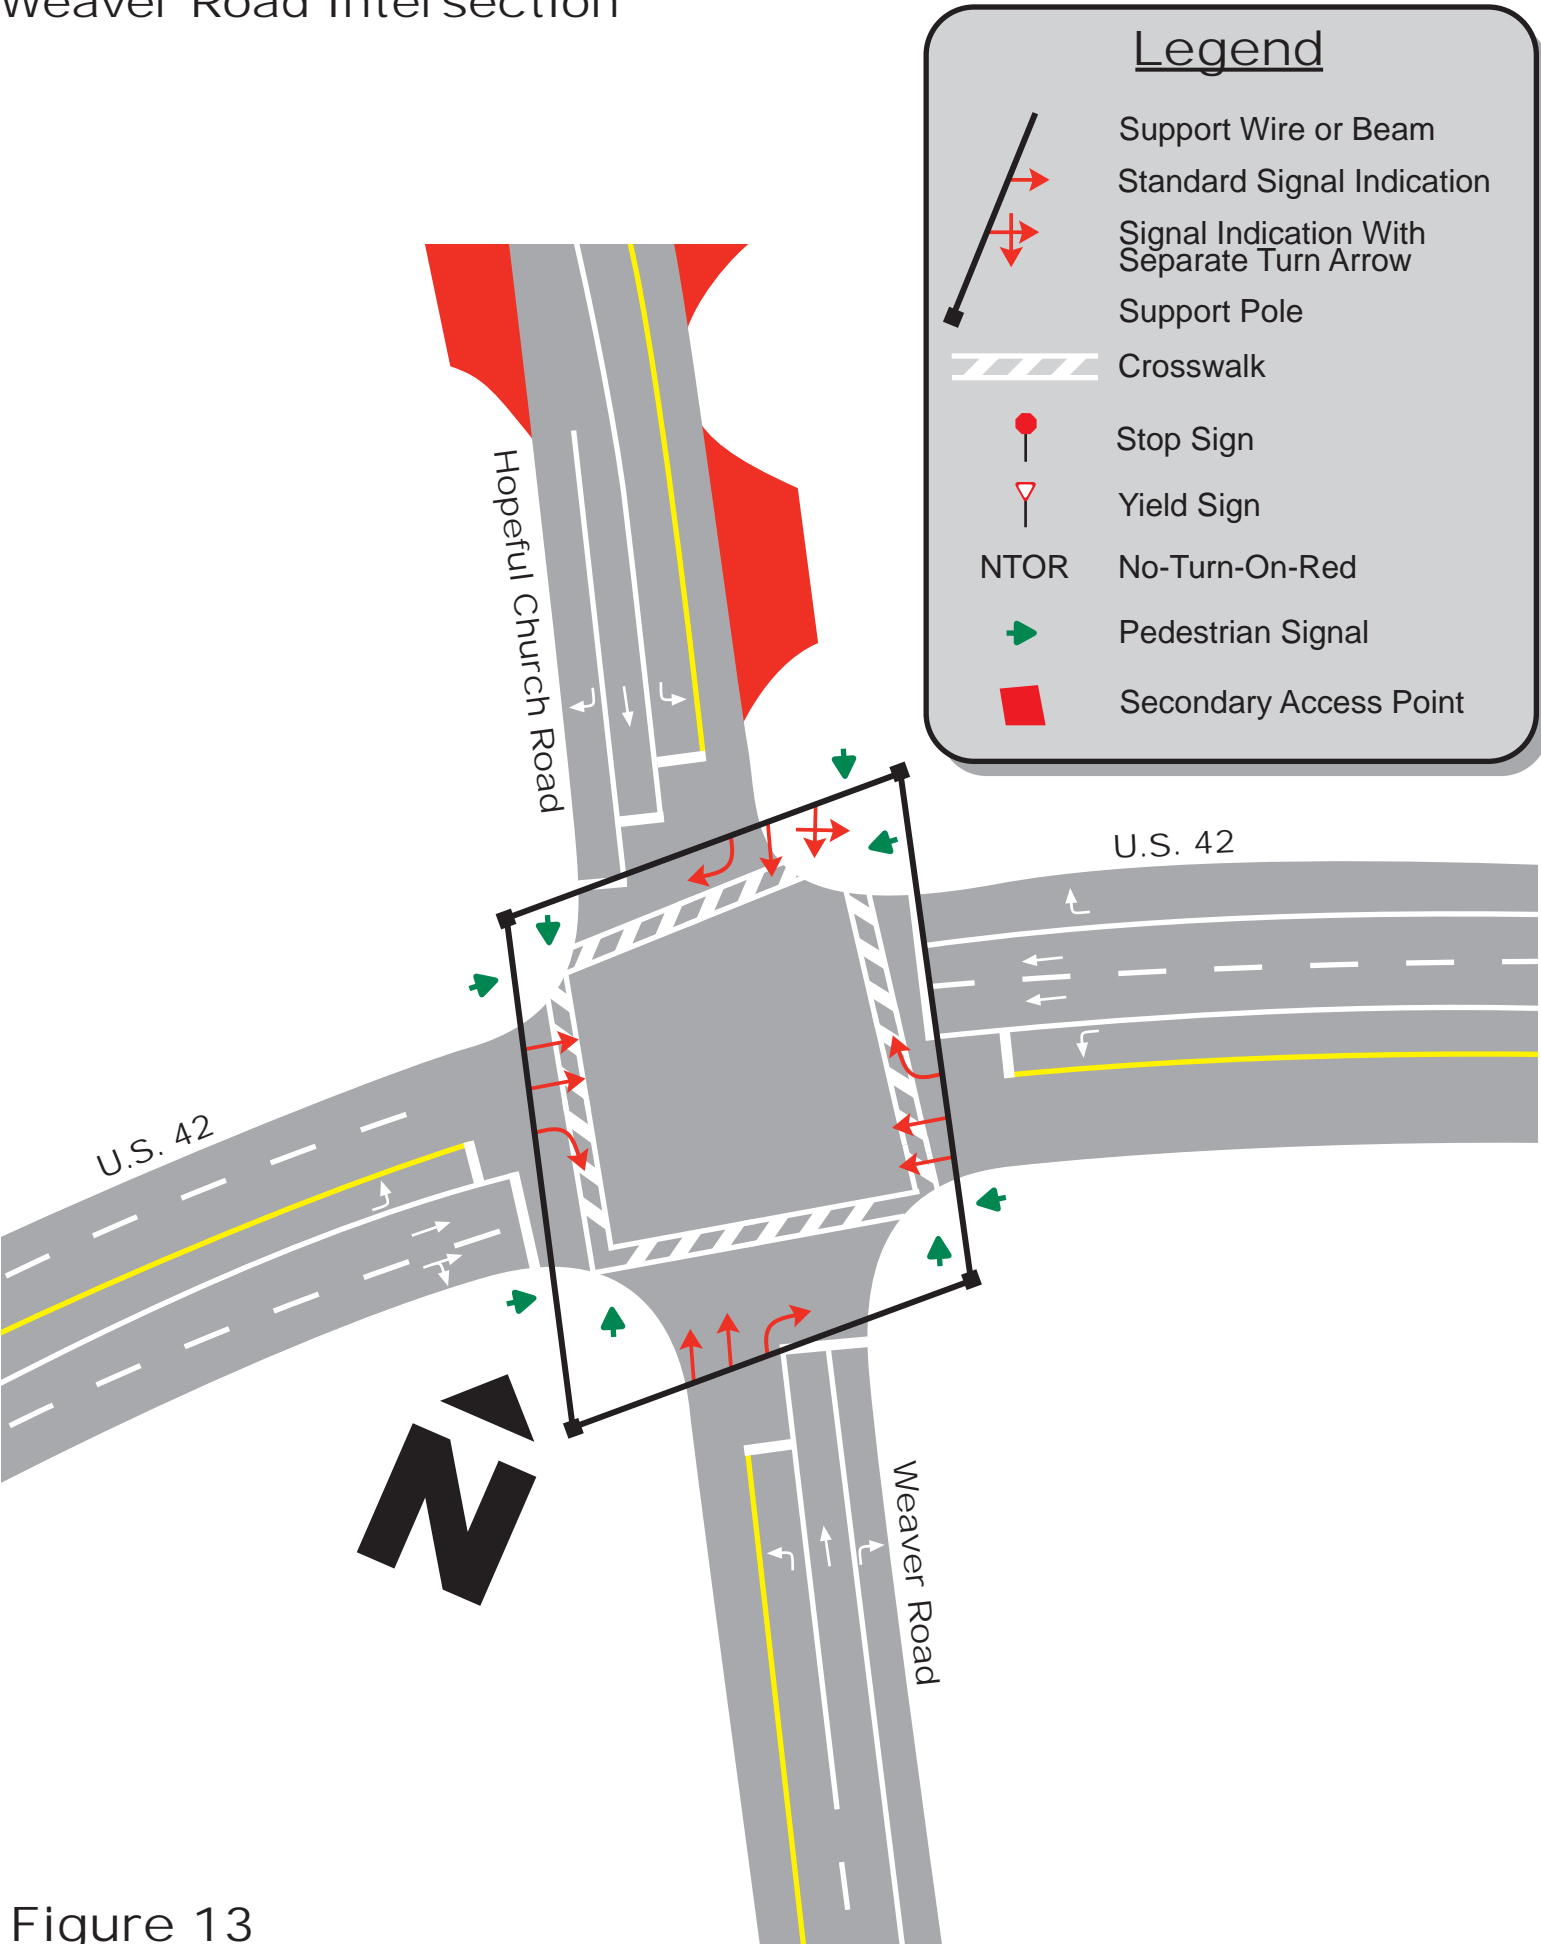 Weaver Road Intersection
Legend
Support Wire or Beam
Standard Signal Indication
Signal Indication With
Separate Turn Arrow
Support Pole
Crosswalk
Stop Sign
Yield Sign
NTOR No-Turn-On-Red
Pedestrian Signal
Secondary Access Point
Hopeful Church Road
U.S. 42
U.S. 42
N
Weaver Road
Figure 13